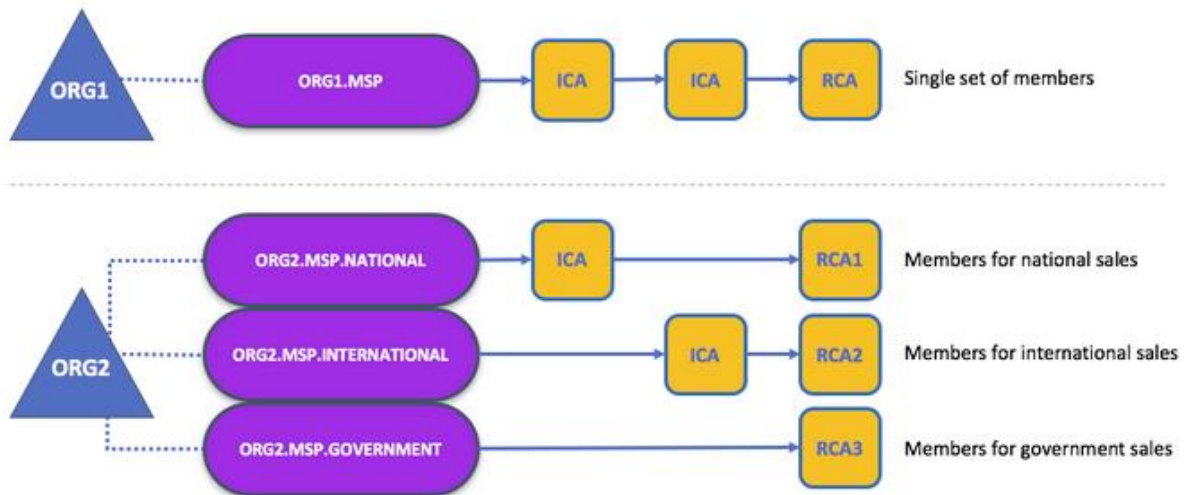 ORG1
ORG1.MSP
ICA
ICA
RCA
Single set of members
ORG2.MSP.NATIONAL
ICA
RCA1
Members for national sales
ORG2
ORG2.MSP.INTERNATIONAL
ICA
RCA2
Members for international sales
ORG2.MSP.GOVERNMENT
RCA3
Members for government sales